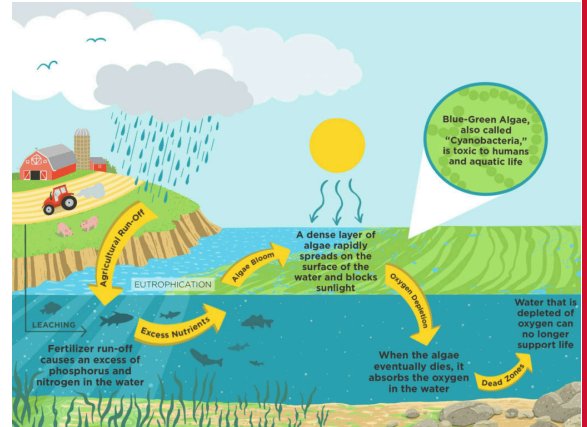 Blue-Green Algae,
also called
“Cyanobacteria,”
is toxic to humans
and aquatic life
Agricultural Run-Off
LEACHING
Fertilizer run-off
causes an excess of
phosphorus and
nitrogen in the water
Excess Nutrients
EUTROPHICATION
Algae Bloom
A dense layer of
algae rapidly
spreads on the
surface of the
water and blocks
sunlight
Oxygen Depletion
When the algae
eventually dies, it
absorbs the oxygen
in the water
Dead Zones
Water that is
depleted of
oxygen can
no longer
support life